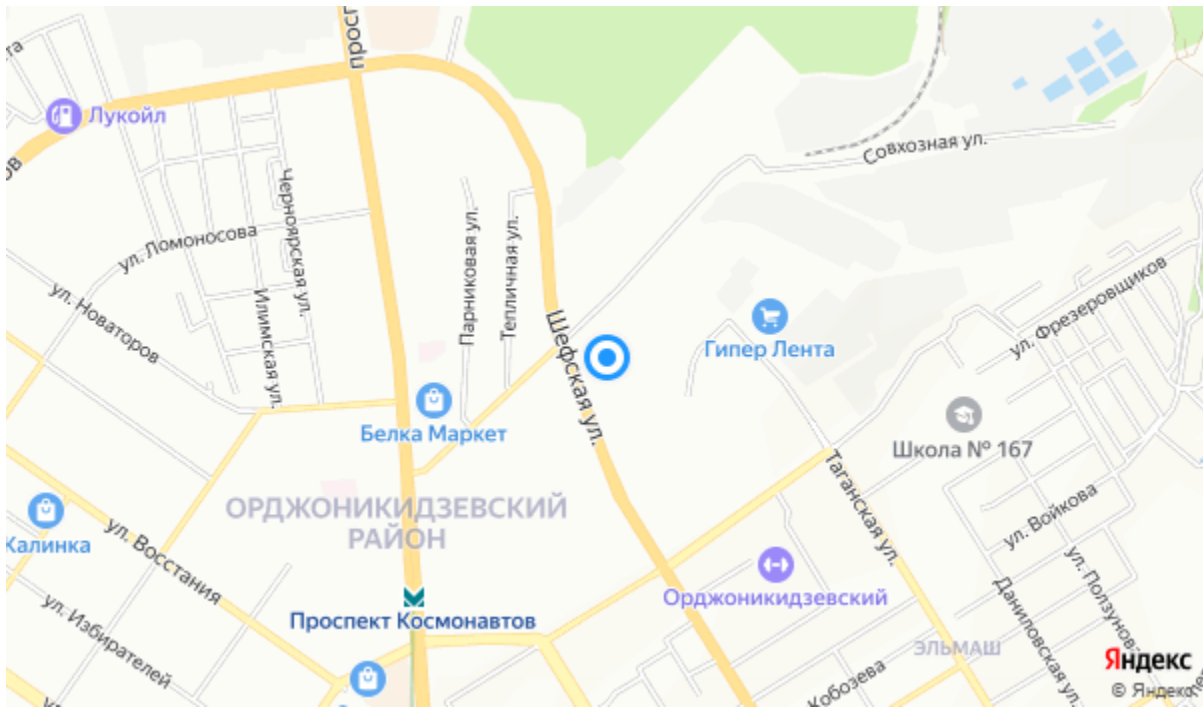 просп
Лукойл
Совхозная ул.
ул. Ломоносова
Черноярская ул.
Парниковая ул.
Тепличная ул.
ул. Новаторов
Илимская ул.
Шефская ул.
Гипер Лента
ул. Фрезеровщиков
Белка Маркет
Школа № 167
ОРДЖОНИКИДЗЕВСКИЙ
РАЙОН
Калинка
ул. Восстания
Таганская ул.
ул. Войкова
Орджоникидзевский
ул. Избирателей
Проспект Космонавтов
Даниловская ул.
ул. Ползунова
ЭЛЬМАШ
Кобозева
Яндекс
© Яндекс